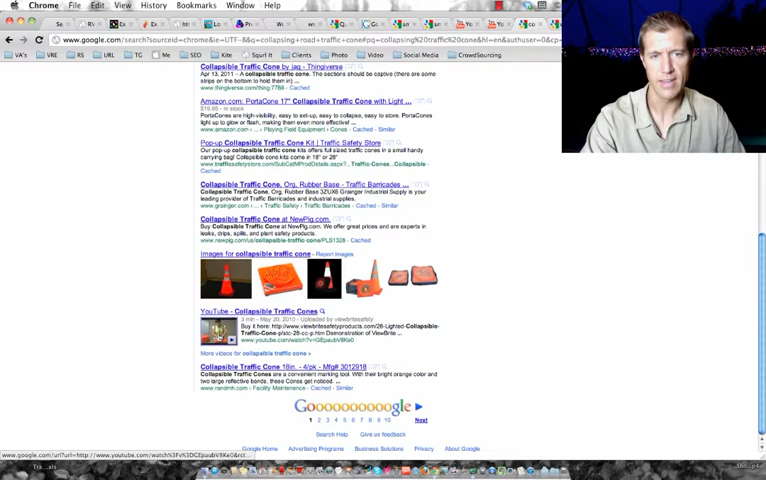 Chrome File Edit View History Bookmarks Window Help
www.google.com/search?sourceid=chrome&ie=UTF-8&q=collapsing+road+traffic+cone#pq=collapsing%20traffic%20cone&hl=en&authuser=0&cp=
VA's VRE RS URL TG Me Kite Squrl It Clients Photo Video Social Media CrowdSourcing
Collapsible Traffic Cone by jag - Thingiverse
Apr 13, 2011 – A collapsible traffic cone. The sections should be captive (there are some
strips on the bottom to hold them in) ...
www.thingiverse.com/thing:7768 - Cached
Amazon.com: PortaCone 17" Collapsible Traffic Cone with Light ...
$19.95 - In stock
PortaCones are high-visibility, easy to set-up, easy to collapse, easy to store. PortaCones
light up to glow or flash, making them even more effective! ...
www.amazon.com › ... › Playing Field Equipment › Cones - Cached - Similar
Pop-up Collapsible Traffic Cone Kit | Traffic Safety Store
Our pop-up collapsible traffic cone kits offer full sized traffic cones in a small handy
carrying bag! Collapsible cone kits come in 18" or 28"
www.trafficsafetystore.com/SubCatMProdDetails.aspx?...Traffic-Cones...Collapsible -
Cached
Collapsible Traffic Cone, Org, Rubber Base - Traffic Barricades ...
Collapsible Traffic Cone, Org, Rubber Base 3ZUX8 Grainger Industrial Supply is your
leading provider of Traffic Barricades and industrial supplies.
www.grainger.com › ... › Traffic Safety › Traffic Barricades - Cached - Similar
Collapsible Traffic Cone at NewPig.com.
Buy Collapsible Traffic Cone at NewPig.com. We offer great prices and are experts in
leaks, drips, spills, and plant safety products.
www.newpig.com/us/collapsible-traffic-cone/PLS1328 - Cached
Images for collapsible traffic cone - Report images
YouTube - Collapsible Traffic Cones
3 min - May 20, 2010 - Uploaded by viewbritesafety
Buy it here: http://www.viewbritesafetyproducts.com/28-Lighted-Collapsible-
Traffic-Cone-p/stc-28-cc-p.htm Demonstration of ViewBrite ...
www.youtube.com/watch?v=GEpaubV8Ke0
More videos for collapsible traffic cone »
Collapsible Traffic Cone 18in. - 4/pk - Mfg# 3012918
Collapsible Traffic Cones are a convenient marking tool. With their bright orange color and
two large reflective bands, these Cones get noticed. ...
www.nardmh.com › Facility Maintenance - Cached - Similar
Goooooooooogle
1 2 3 4 5 6 7 8 9 10 Next
Search Help Give us feedback
www.google.com/url?url=http://www.youtube.com/watch%3Fv%3DGEpaubV8Ke0&rct...
Google Home Advertising Programs Business Solutions Privacy About Google